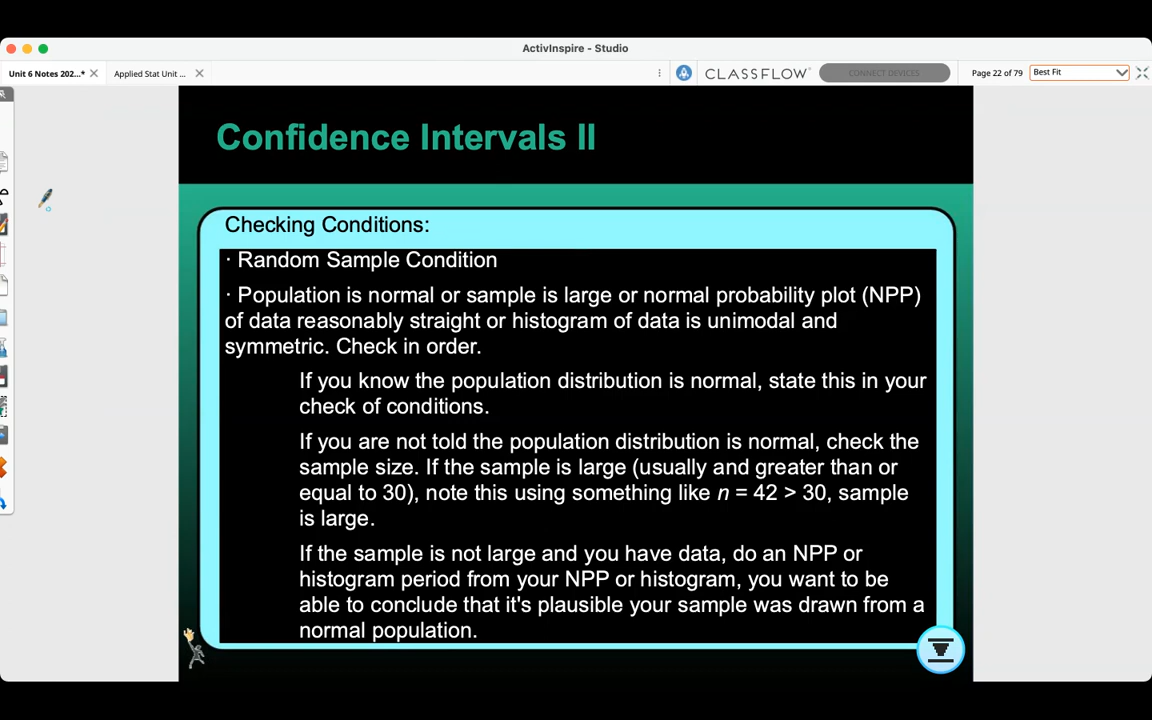 ActivInspire - Studio
Unit 6 Notes 202...*
Applied Stat Unit ...
CLASSFLOW
CONNECT DEVICES
Page 22 of 79
Best Fit
Confidence Intervals II
Checking Conditions:
· Random Sample Condition
· Population is normal or sample is large or normal probability plot (NPP)
of data reasonably straight or histogram of data is unimodal and
symmetric. Check in order.
If you know the population distribution is normal, state this in your
check of conditions.
If you are not told the population distribution is normal, check the
sample size. If the sample is large (usually and greater than or
equal to 30), note this using something like n = 42 > 30, sample
is large.
If the sample is not large and you have data, do an NPP or
histogram period from your NPP or histogram, you want to be
able to conclude that it's plausible your sample was drawn from a
normal population.